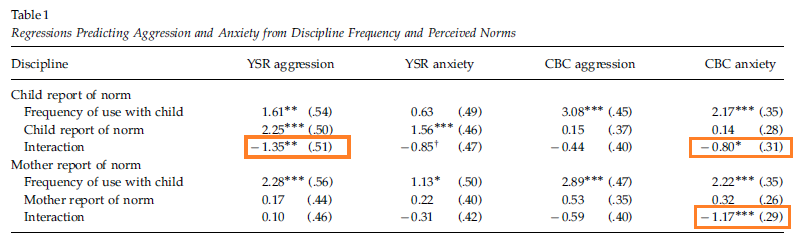 Table 1
Regressions Predicting Aggression and Anxiety from Discipline Frequency and Perceived Norms
Discipline YSR aggression YSR anxiety CBC aggression CBC anxiety
Child report of norm
Frequency of use with child 1.61** (.54) 0.63 (.49) 3.08*** (.45) 2.17*** (.35)
Child report of norm 2.25*** (.50) 1.56*** (.46) 0.15 (.37) 0.14 (.28)
Interaction −1.35** (.51) −0.85† (.47) −0.44 (.40) −0.80* (.31)
Mother report of norm
Frequency of use with child 2.28*** (.56) 1.13* (.50) 2.89*** (.47) 2.22*** (.35)
Mother report of norm 0.17 (.44) 0.22 (.40) 0.53 (.35) 0.32 (.26)
Interaction 0.10 (.46) −0.31 (.42) −0.59 (.40) −1.17*** (.29)